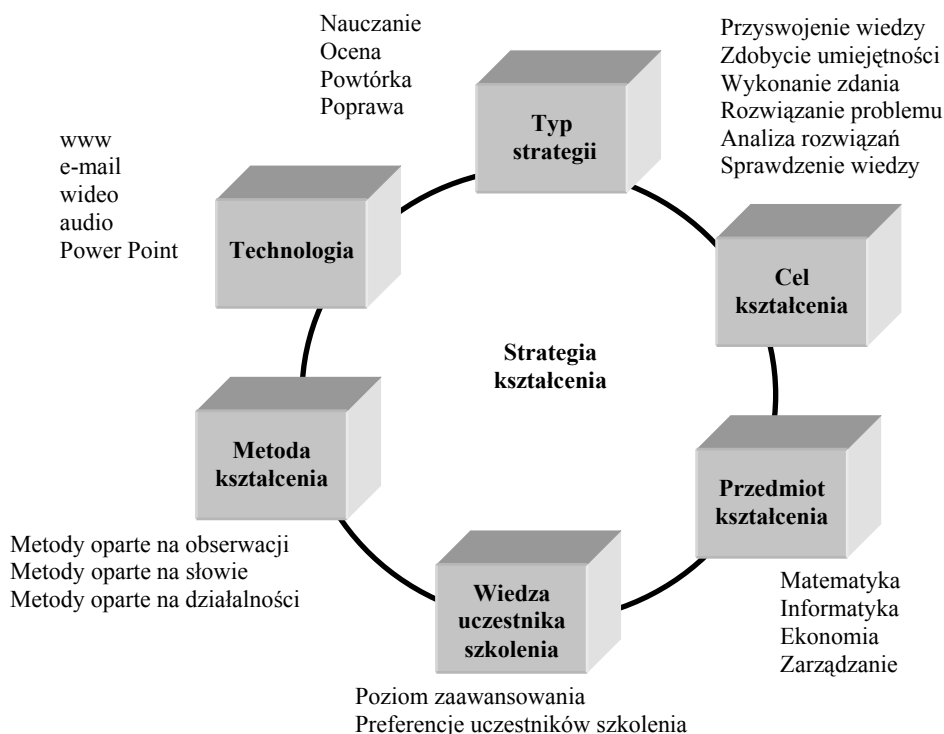 Nauczanie
Ocena
Powtórka
Poprawa
Typ
strategii
Przyswojenie wiedzy
Zdobycie umiejętności
Wykonanie zdania
Rozwiązanie problemu
Analiza rozwiązań
Sprawdzenie wiedzy
www
e-mail
wideo
audio
Power Point
Technologia
Cel
kształcenia
Strategia
kształcenia
Metoda
kształcenia
Przedmiot
kształcenia
Metody oparte na obserwacji
Metody oparte na słowie
Metody oparte na działalności
Wiedza
uczestnika
szkolenia
Matematyka
Informatyka
Ekonomia
Zarządzanie
Poziom zaawansowania
Preferencje uczestników szkolenia